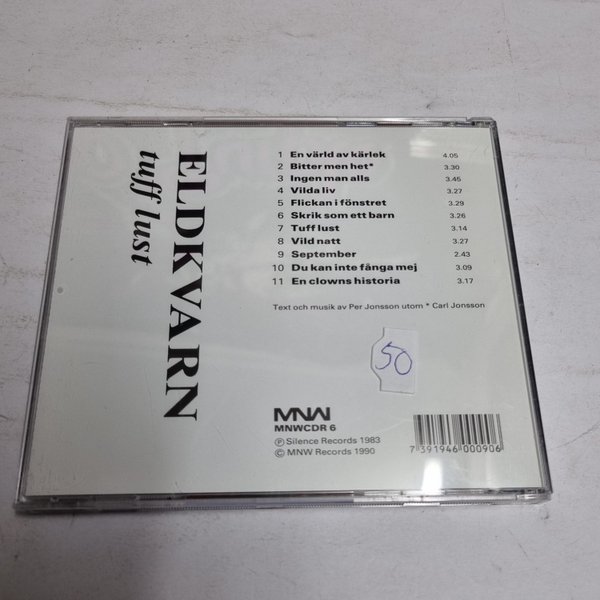 ELDKVARN
tuff lust
1 En värld av kärlek 4.05
2 Bitter men het* 3.30
3 Ingen man alls 3.45
4 Vilda liv 3.27
5 Flickan i fönstret 3.29
6 Skrik som ett barn 3.26
7 Tuff lust 3.14
8 Vild natt 3.27
9 September 2.43
10 Du kan inte fånga mej 3.09
11 En clowns historia 3.17
Text och musik av Per Jonsson utom * Carl Jonsson
50
MNW
MNWCDR 6
Ⓟ Silence Records 1983
© MNW Records 1990
7 391946 000906